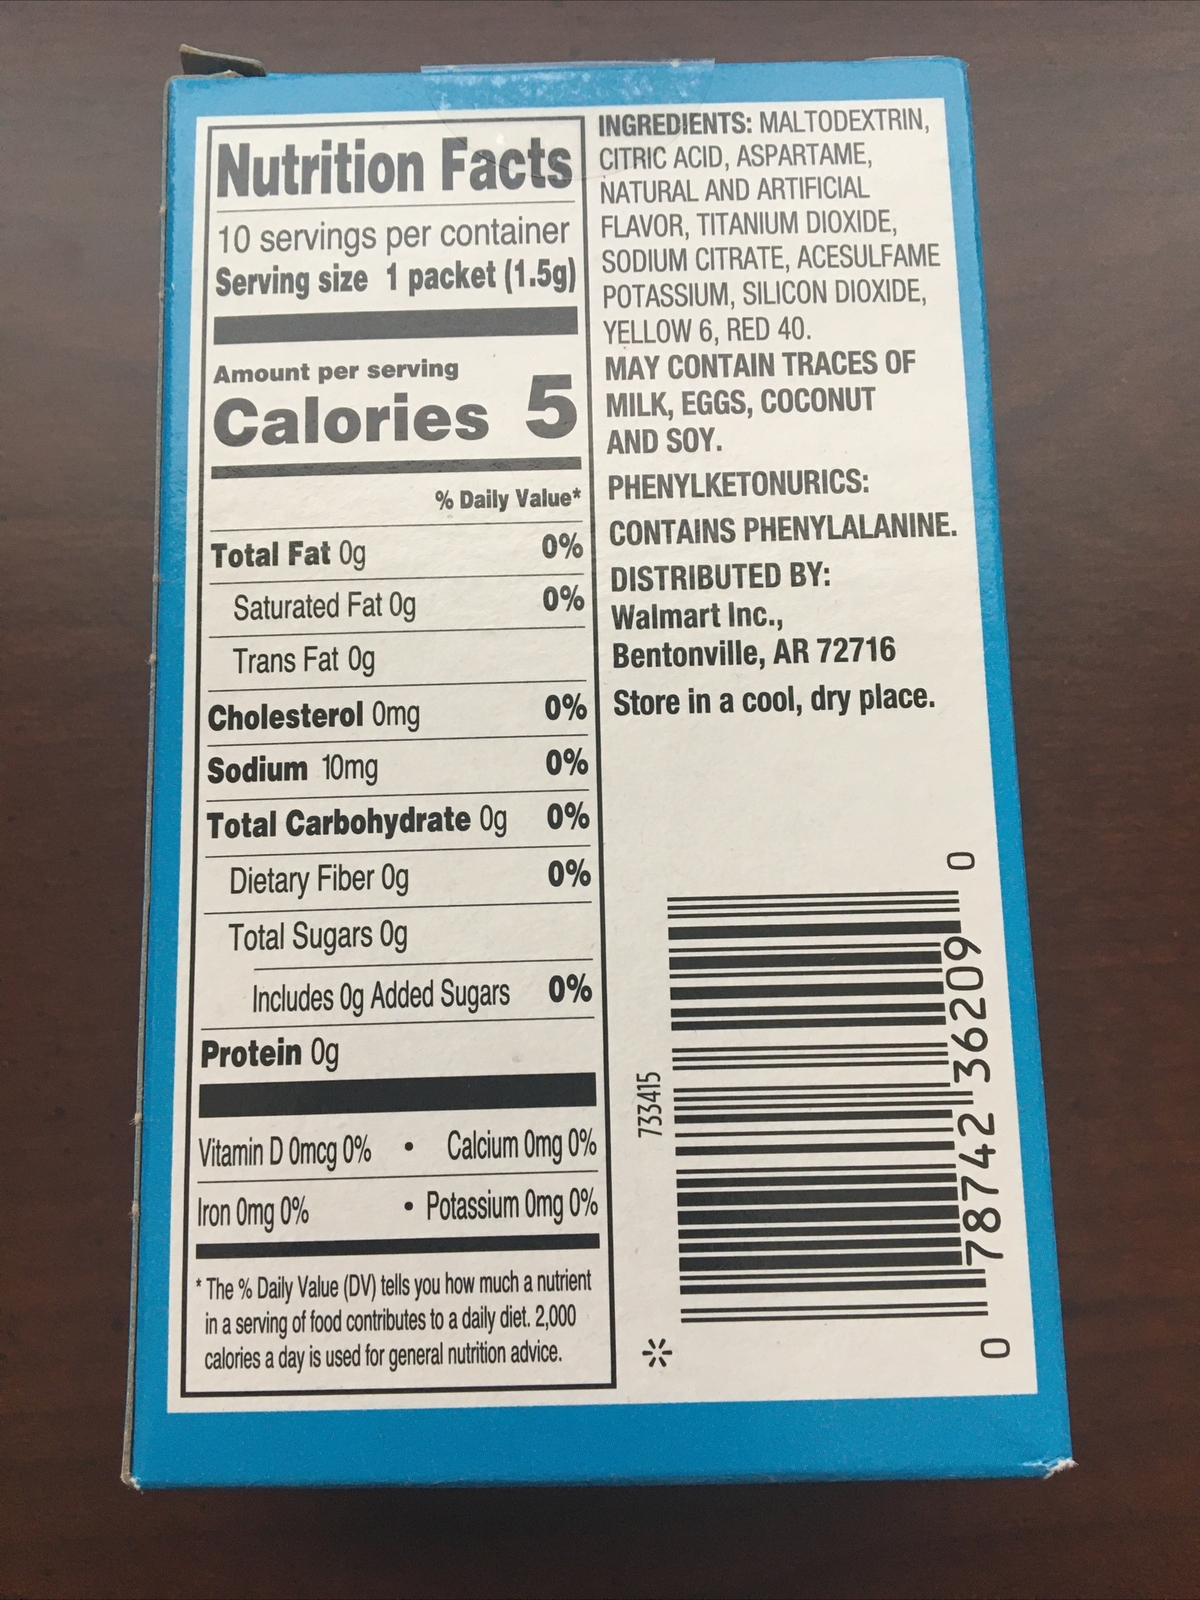 Nutrition Facts
10 servings per container
Serving size 1 packet (1.5g)
Amount per serving
Calories 5
% Daily Value*
Total Fat 0g 0%
Saturated Fat 0g 0%
Trans Fat 0g
Cholesterol 0mg 0%
Sodium 10mg 0%
Total Carbohydrate 0g 0%
Dietary Fiber 0g 0%
Total Sugars 0g
Includes 0g Added Sugars 0%
Protein 0g
Vitamin D 0mcg 0% • Calcium 0mg 0%
Iron 0mg 0% • Potassium 0mg 0%
* The % Daily Value (DV) tells you how much a nutrient
in a serving of food contributes to a daily diet. 2,000
calories a day is used for general nutrition advice.
INGREDIENTS: MALTODEXTRIN,
CITRIC ACID, ASPARTAME,
NATURAL AND ARTIFICIAL
FLAVOR, TITANIUM DIOXIDE,
SODIUM CITRATE, ACESULFAME
POTASSIUM, SILICON DIOXIDE,
YELLOW 6, RED 40.
MAY CONTAIN TRACES OF
MILK, EGGS, COCONUT
AND SOY.
PHENYLKETONURICS:
CONTAINS PHENYLALANINE.
DISTRIBUTED BY:
Walmart Inc.,
Bentonville, AR 72716
Store in a cool, dry place.
733415
0 78742 36209 0